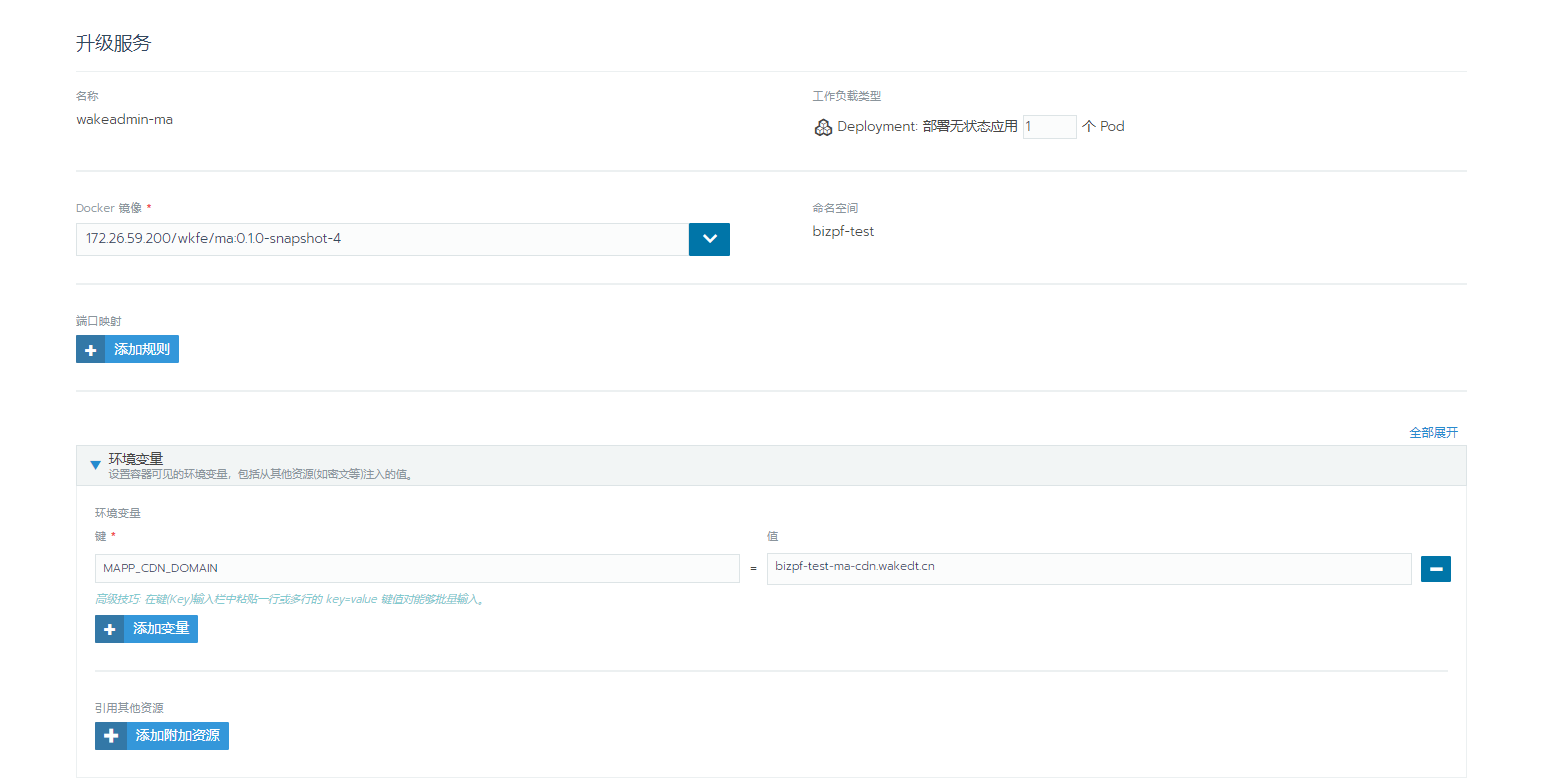 升级服务
名称
wakeadmin-ma
工作负载类型
Deployment: 部署无状态应用 1 个 Pod
Docker 镜像 *
172.26.59.200/wkfe/ma:0.1.0-snapshot-4
命名空间
bizpf-test
端口映射
+ 添加规则
全部展开
环境变量
设置容器可见的环境变量，包括从其他资源(如密文等)注入的值。
环境变量
键 *
值
MAPP_CDN_DOMAIN = bizpf-test-ma-cdn.wakedt.cn
高级技巧: 在键(Key)输入栏中粘贴一行或多行的 key=value 键值对能够批量输入。
+ 添加变量
引用其他资源
+ 添加附加资源